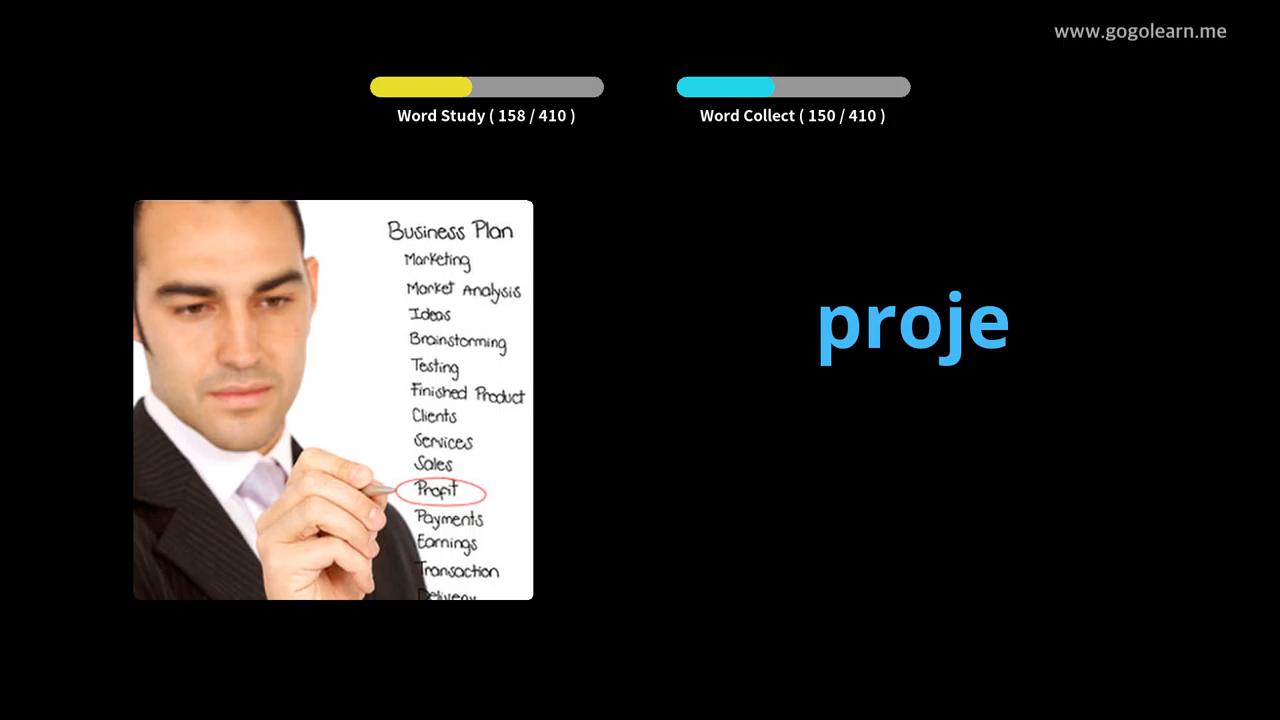 www.gogolearn.me
Word Study ( 158 / 410 )
Word Collect ( 150 / 410 )
Business Plan
Marketing
Market Analysis
Ideas
Brainstorming
Testing
Finished Product
Clients
Services
Sales
Profit
Payments
Earnings
Transaction
Delivery
proje